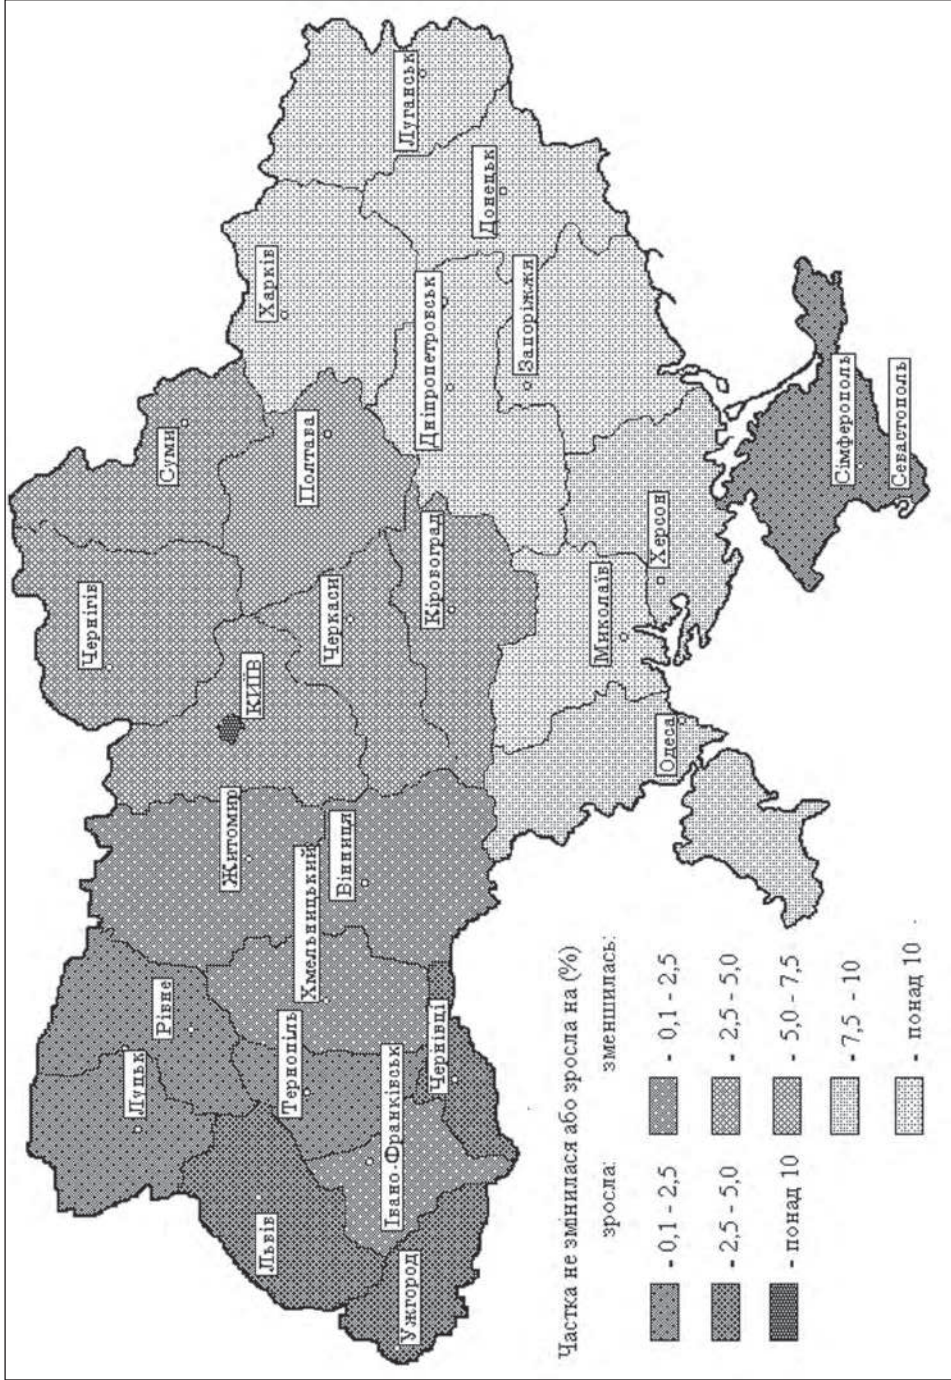 Луцьк
Рівне
Львів
Ужгород
Івано-Франківськ
Тернопіль
Чернівці
Хмельницький
Житомир
Вінниця
КИЇВ
Чернігів
Суми
Полтава
Черкаси
Кіровоград
Харків
Луганськ
Донецьк
Дніпропетровськ
Запоріжжя
Одеса
Миколаїв
Херсон
Сімферополь
Севастополь
Частка не змінилася або зросла на (%)
зросла: зменшилась:
- 0,1 - 2,5 - 0,1 - 2,5
- 2,5 - 5,0 - 2,5 - 5,0
- понад 10 - 5,0 - 7,5
- 7,5 - 10
- понад 10